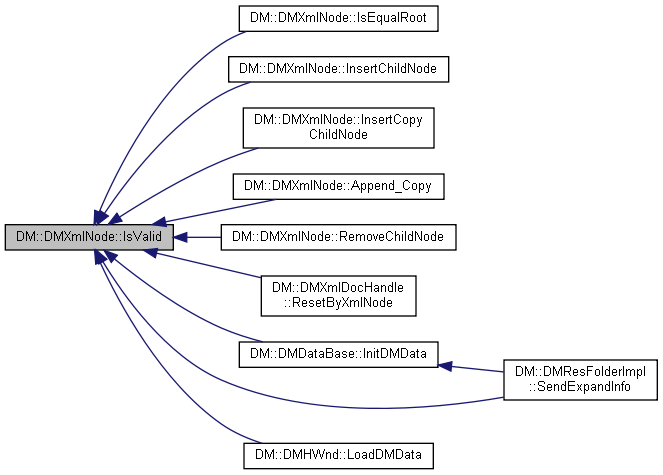 DM::DMXmlNode::IsEqualRoot
DM::DMXmlNode::InsertChildNode
DM::DMXmlNode::InsertCopy
ChildNode
DM::DMXmlNode::Append_Copy
DM::DMXmlNode::IsValid
DM::DMXmlNode::RemoveChildNode
DM::DMXmlDocHandle
::ResetByXmlNode
DM::DMDataBase::InitDMData
DM::DMResFolderImpl
::SendExpandInfo
DM::DMHWnd::LoadDMData